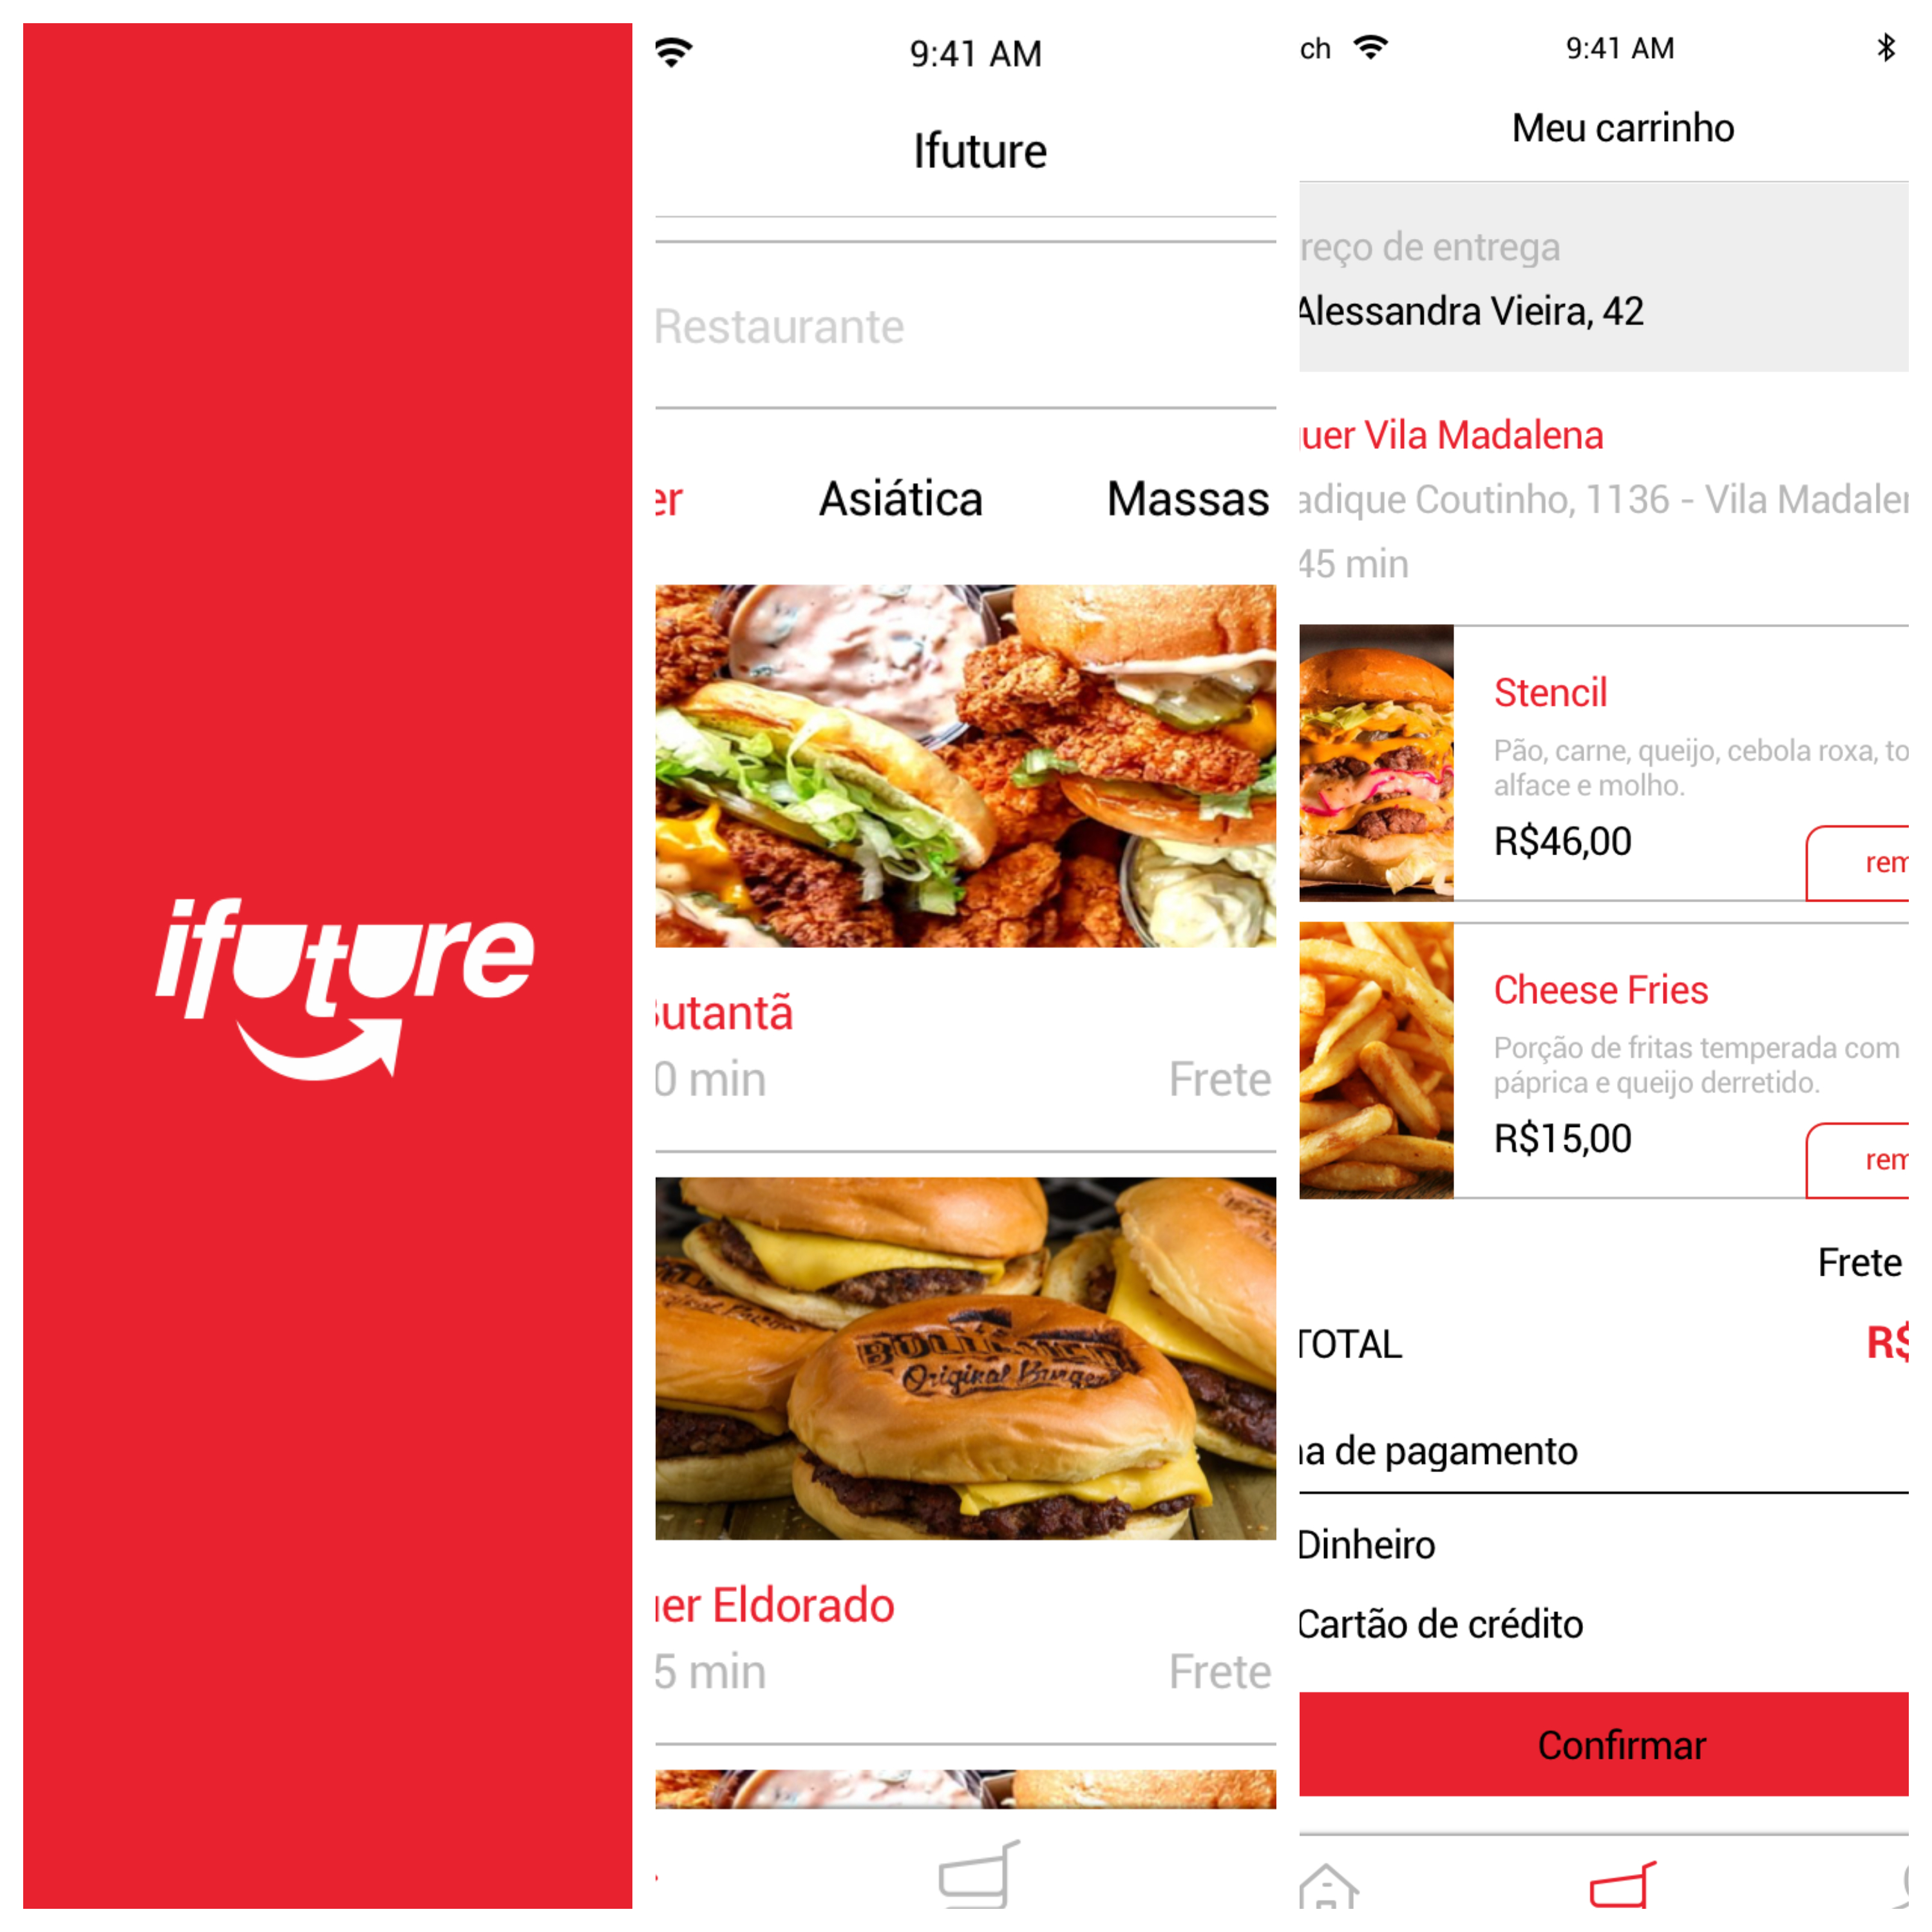 ifuture
9:41 AM
Ifuture
Restaurante
er Asiática Massas
utantã
0 min Frete
Original Burger
er Eldorado
5 min Frete
ch 9:41 AM
Meu carrinho
reço de entrega
Alessandra Vieira, 42
uer Vila Madalena
adique Coutinho, 1136 - Vila Madale
45 min
Stencil
Pão, carne, queijo, cebola roxa, to
alface e molho.
R$46,00
rem
Cheese Fries
Porção de fritas temperada com
páprica e queijo derretido.
R$15,00
rem
Frete
TOTAL R$
a de pagamento
Dinheiro
Cartão de crédito
Confirmar